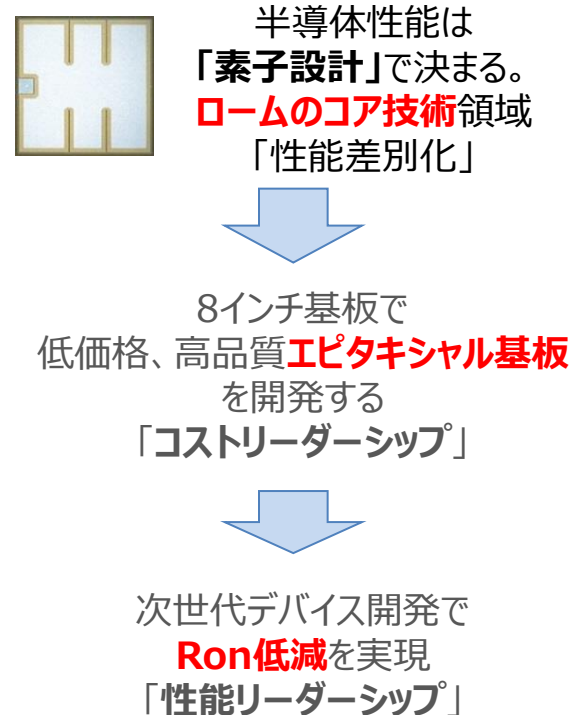 半導体性能は
「素子設計」で決まる。
ロームのコア技術領域
「性能差別化」
8インチ基板で
低価格、高品質エピタキシャル基板
を開発する
「コストリーダーシップ」
次世代デバイス開発で
Ron低減を実現
「性能リーダーシップ」